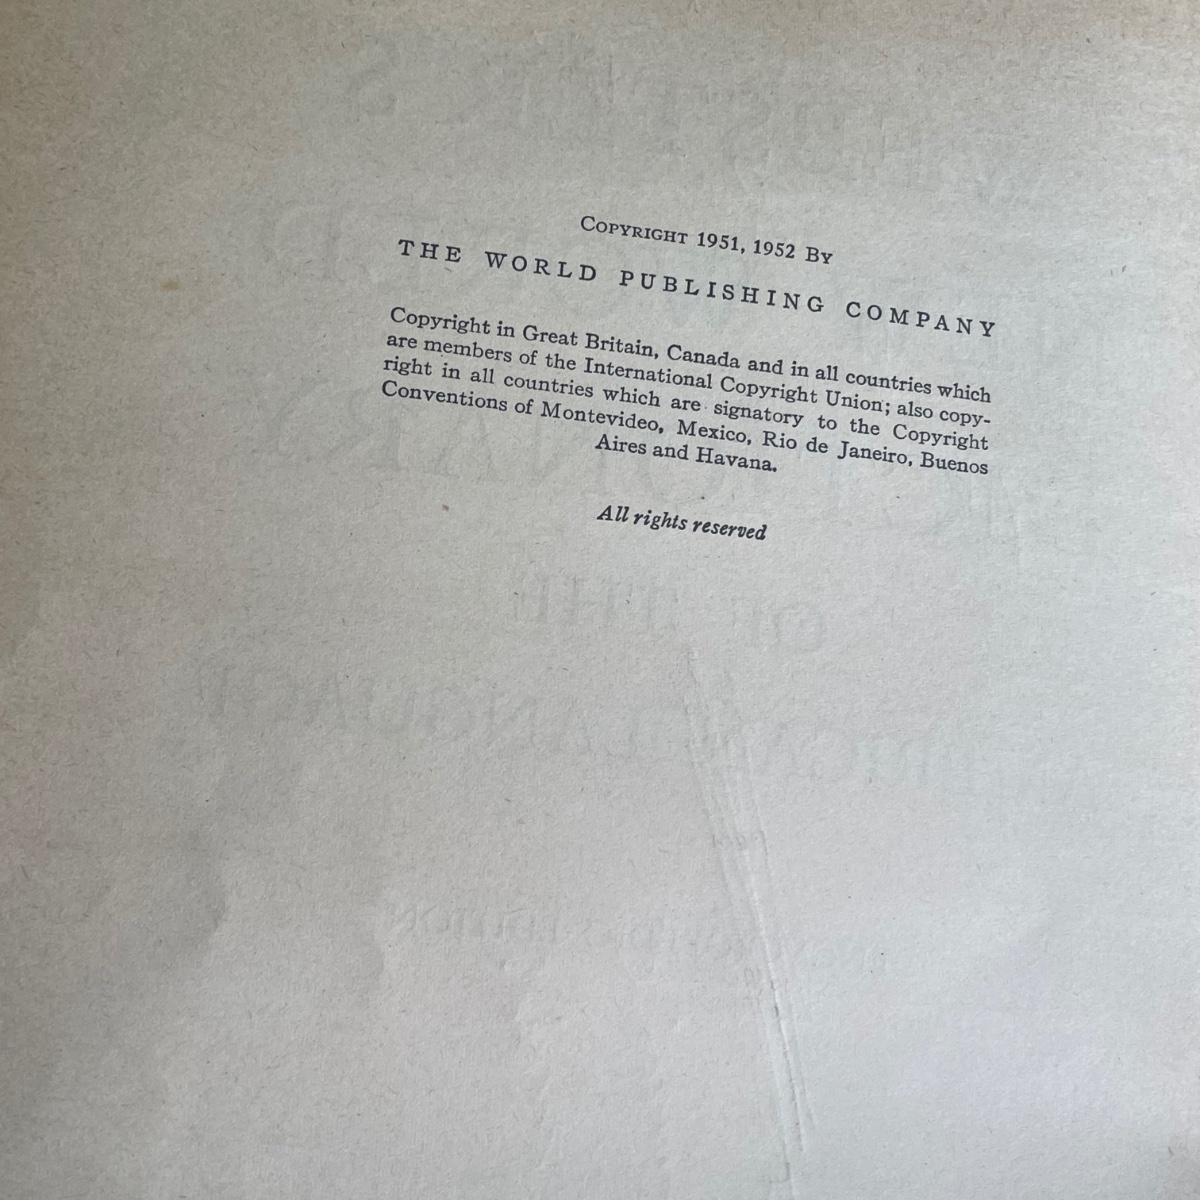 COPYRIGHT 1951, 1952 BY
THE WORLD PUBLISHING COMPANY
Copyright in Great Britain, Canada and in all countries which
are members of the International Copyright Union; also copy-
right in all countries which are signatory to the Copyright
Conventions of Montevideo, Mexico, Rio de Janeiro, Buenos
Aires and Havana.
All rights reserved